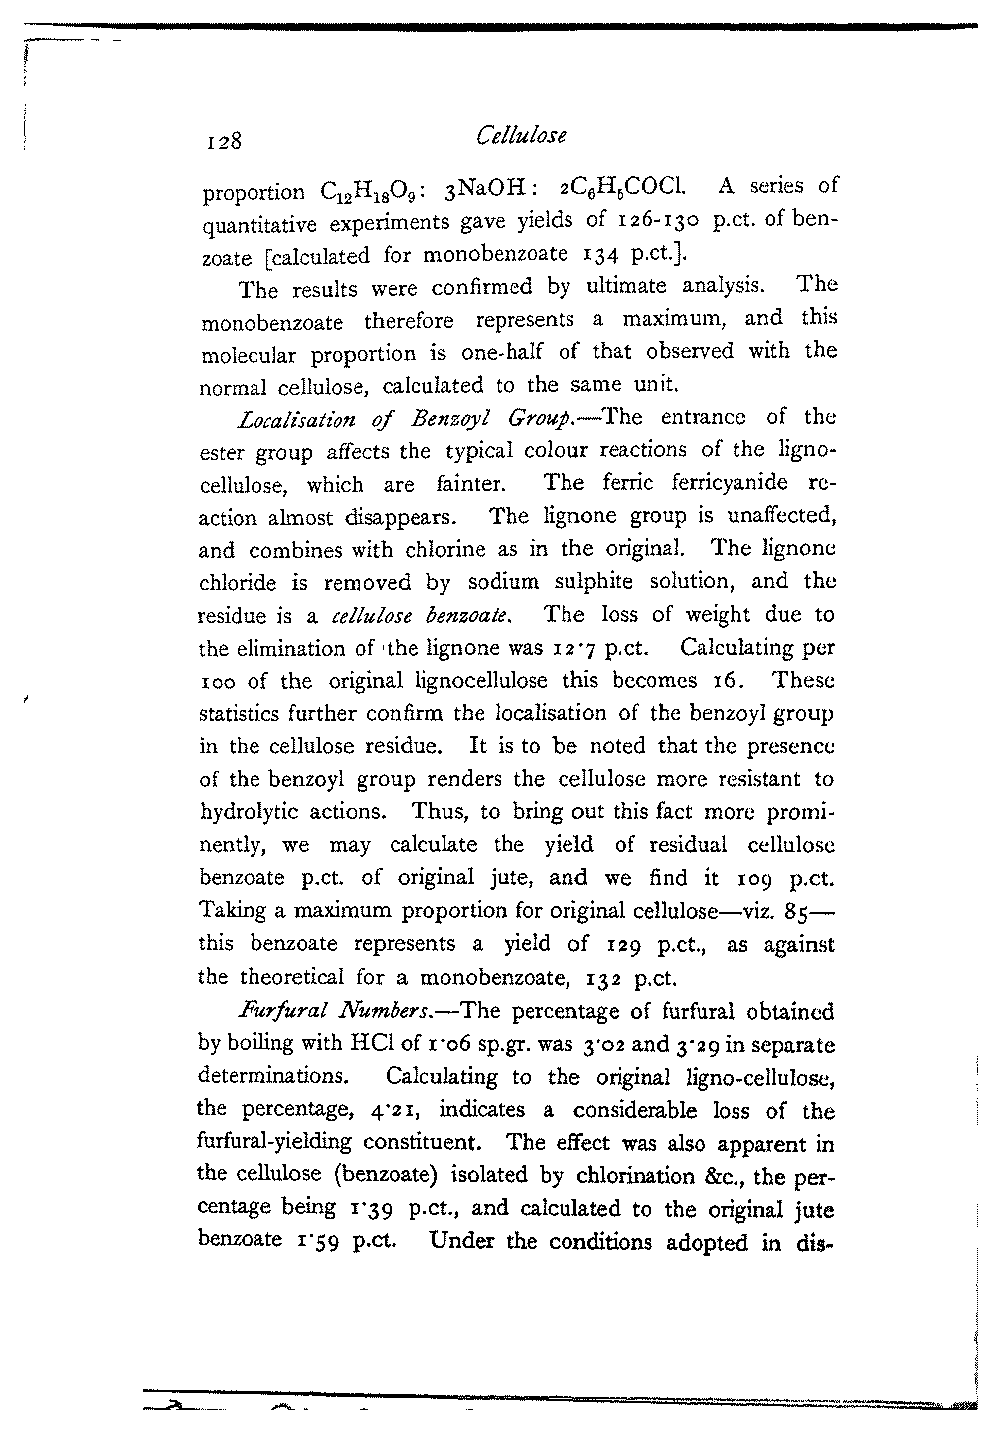 128 Cellulose
proportion C₁₂H₁₈O₉: 3NaOH: 2C₆H₅COCl. A series of
quantitative experiments gave yields of 126-130 p.ct. of ben-
zoate [calculated for monobenzoate 134 p.ct.].
The results were confirmed by ultimate analysis. The
monobenzoate therefore represents a maximum, and this
molecular proportion is one-half of that observed with the
normal cellulose, calculated to the same unit.
Localisation of Benzoyl Group.—The entrance of the
ester group affects the typical colour reactions of the ligno-
cellulose, which are fainter. The ferric ferricyanide re-
action almost disappears. The lignone group is unaffected,
and combines with chlorine as in the original. The lignone
chloride is removed by sodium sulphite solution, and the
residue is a cellulose benzoate. The loss of weight due to
the elimination of the lignone was 12·7 p.ct. Calculating per
100 of the original lignocellulose this becomes 16. These
statistics further confirm the localisation of the benzoyl group
in the cellulose residue. It is to be noted that the presence
of the benzoyl group renders the cellulose more resistant to
hydrolytic actions. Thus, to bring out this fact more promi-
nently, we may calculate the yield of residual cellulose
benzoate p.ct. of original jute, and we find it 109 p.ct.
Taking a maximum proportion for original cellulose—viz. 85—
this benzoate represents a yield of 129 p.ct., as against
the theoretical for a monobenzoate, 132 p.ct.
Furfural Numbers.—The percentage of furfural obtained
by boiling with HCl of 1·06 sp.gr. was 3·02 and 3·29 in separate
determinations. Calculating to the original ligno-cellulose,
the percentage, 4·21, indicates a considerable loss of the
furfural-yielding constituent. The effect was also apparent in
the cellulose (benzoate) isolated by chlorination &c., the per-
centage being 1·39 p.ct., and calculated to the original jute
benzoate 1·59 p.ct. Under the conditions adopted in dis-